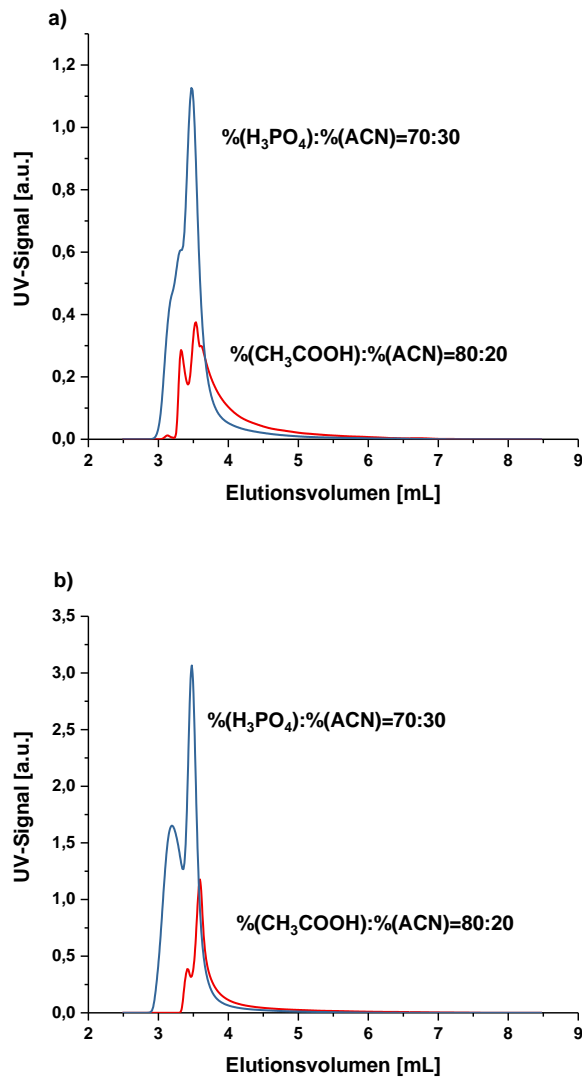 a)
1,2
1,0
0,8
0,6
0,4
0,2
0,0
UV-Signal [a.u.]
%(H₃PO₄):%(ACN)=70:30
%(CH₃COOH):%(ACN)=80:20
2 3 4 5 6 7 8 9
Elutionsvolumen [mL]
b)
3,5
3,0
2,5
2,0
1,5
1,0
0,5
0,0
UV-Signal [a.u.]
%(H₃PO₄):%(ACN)=70:30
%(CH₃COOH):%(ACN)=80:20
2 3 4 5 6 7 8 9
Elutionsvolumen [mL]